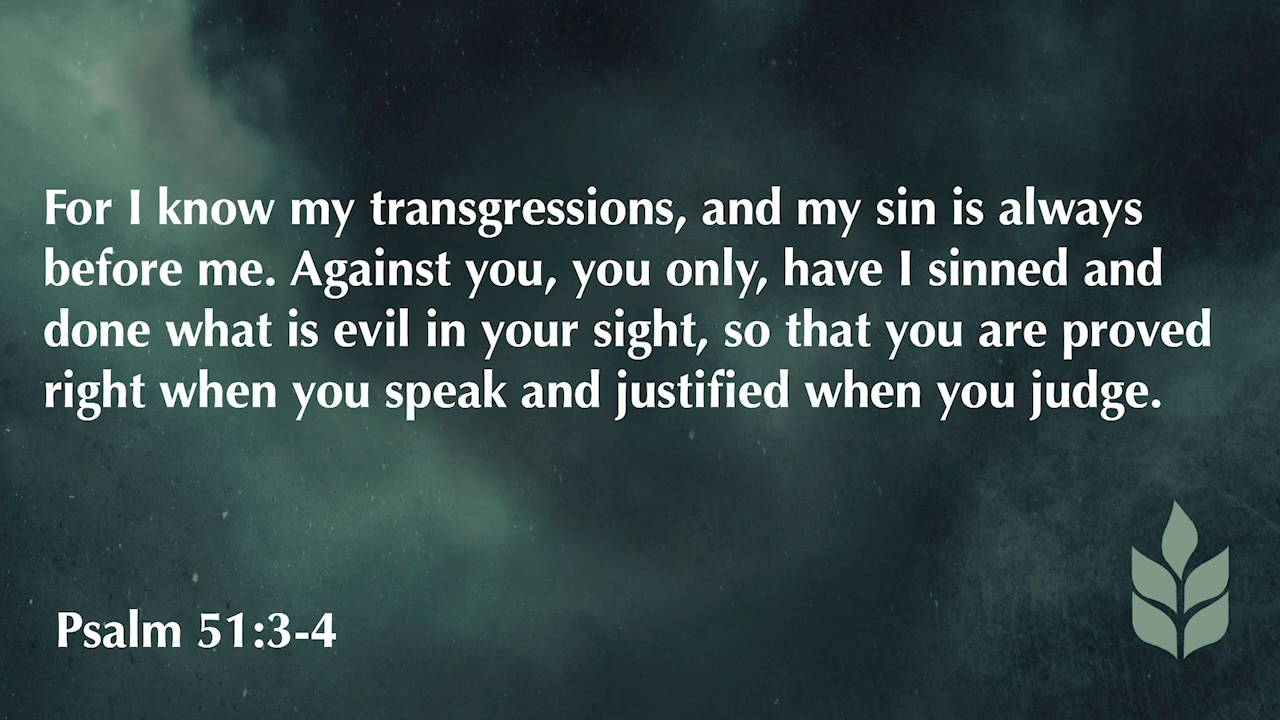 For I know my transgressions, and my sin is always
before me. Against you, you only, have I sinned and
done what is evil in your sight, so that you are proved
right when you speak and justified when you judge.
Psalm 51:3-4